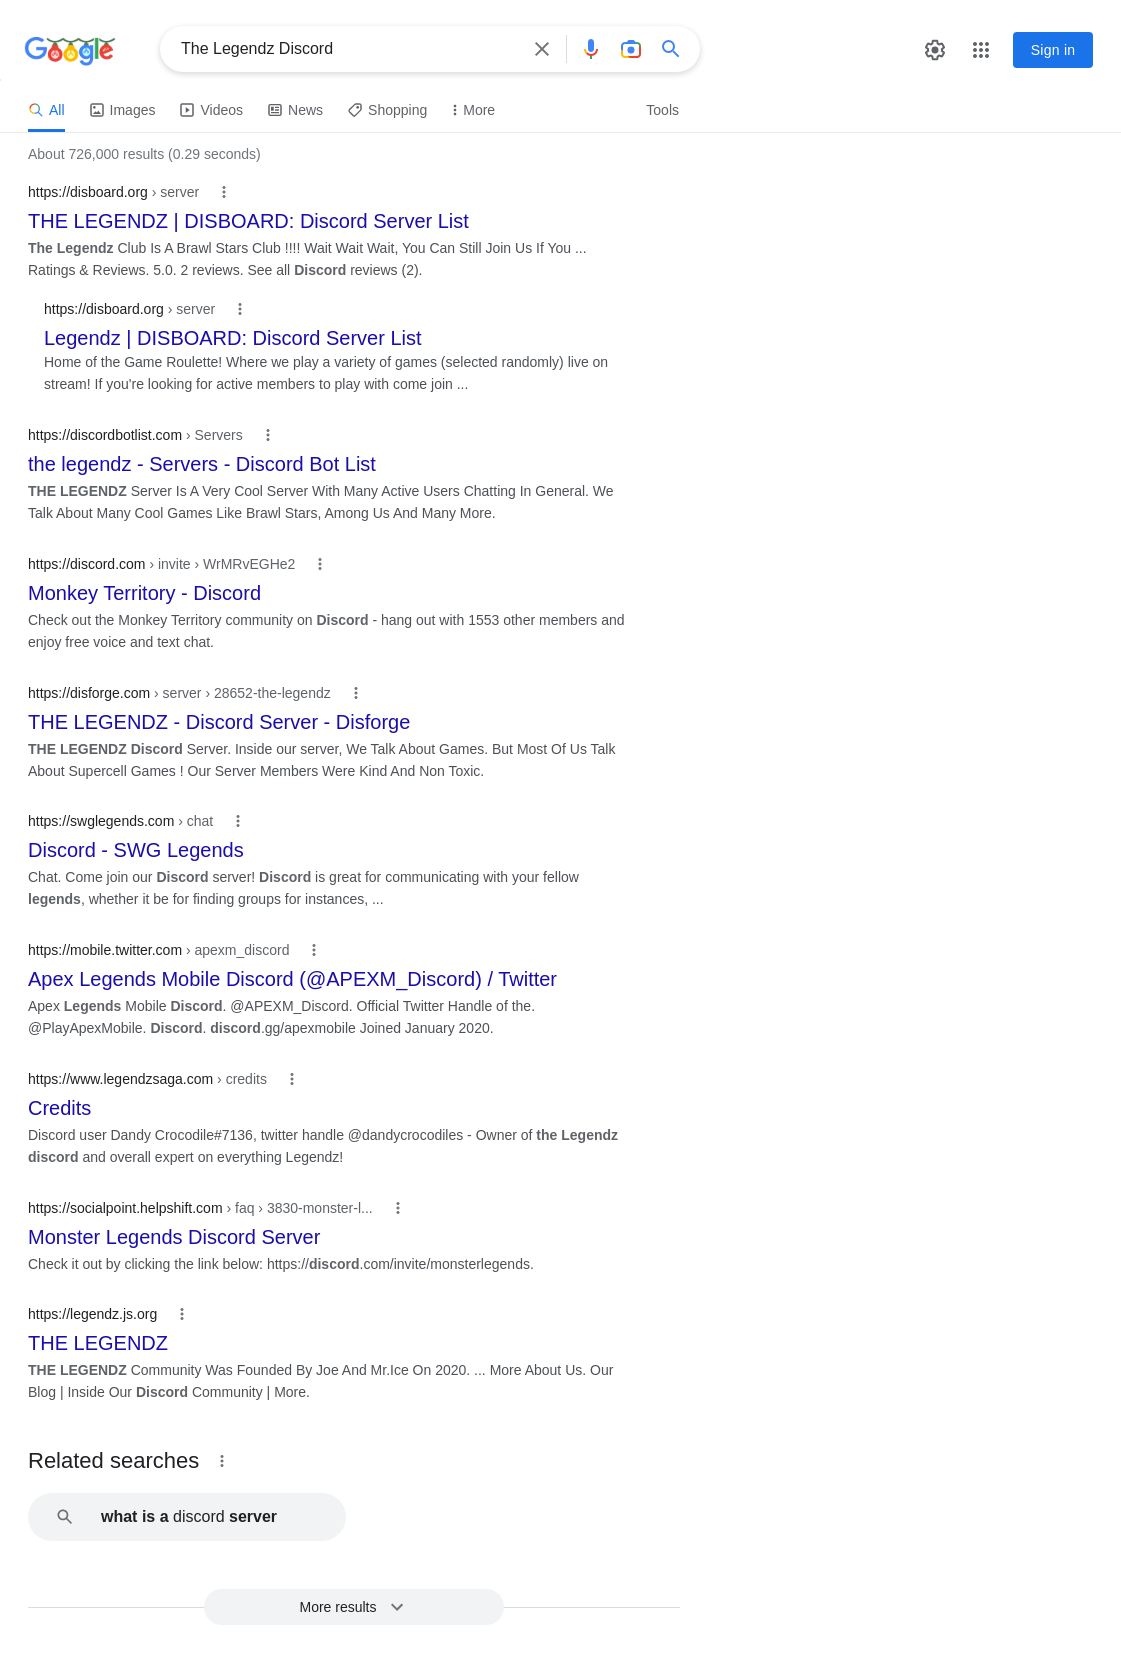 Google
The Legendz Discord
Sign in
All
Images
Videos
News
Shopping
More
Tools
About 726,000 results (0.29 seconds)
https://disboard.org › server
THE LEGENDZ | DISBOARD: Discord Server List
The Legendz Club Is A Brawl Stars Club !!!! Wait Wait Wait, You Can Still Join Us If You ...
Ratings & Reviews. 5.0. 2 reviews. See all Discord reviews (2).
https://disboard.org › server
Legendz | DISBOARD: Discord Server List
Home of the Game Roulette! Where we play a variety of games (selected randomly) live on
stream! If you're looking for active members to play with come join ...
https://discordbotlist.com › Servers
the legendz - Servers - Discord Bot List
THE LEGENDZ Server Is A Very Cool Server With Many Active Users Chatting In General. We
Talk About Many Cool Games Like Brawl Stars, Among Us And Many More.
https://discord.com › invite › WrMRvEGHe2
Monkey Territory - Discord
Check out the Monkey Territory community on Discord - hang out with 1553 other members and
enjoy free voice and text chat.
https://disforge.com › server › 28652-the-legendz
THE LEGENDZ - Discord Server - Disforge
THE LEGENDZ Discord Server. Inside our server, We Talk About Games. But Most Of Us Talk
About Supercell Games ! Our Server Members Were Kind And Non Toxic.
https://swglegends.com › chat
Discord - SWG Legends
Chat. Come join our Discord server! Discord is great for communicating with your fellow
legends, whether it be for finding groups for instances, ...
https://mobile.twitter.com › apexm_discord
Apex Legends Mobile Discord (@APEXM_Discord) / Twitter
Apex Legends Mobile Discord. @APEXM_Discord. Official Twitter Handle of the.
@PlayApexMobile. Discord. discord.gg/apexmobile Joined January 2020.
https://www.legendzsaga.com › credits
Credits
Discord user Dandy Crocodile#7136, twitter handle @dandycrocodiles - Owner of the Legendz
discord and overall expert on everything Legendz!
https://socialpoint.helpshift.com › faq › 3830-monster-l...
Monster Legends Discord Server
Check it out by clicking the link below: https://discord.com/invite/monsterlegends.
https://legendz.js.org
THE LEGENDZ
THE LEGENDZ Community Was Founded By Joe And Mr.Ice On 2020. ... More About Us. Our
Blog | Inside Our Discord Community | More.
Related searches
what is a discord server
More results